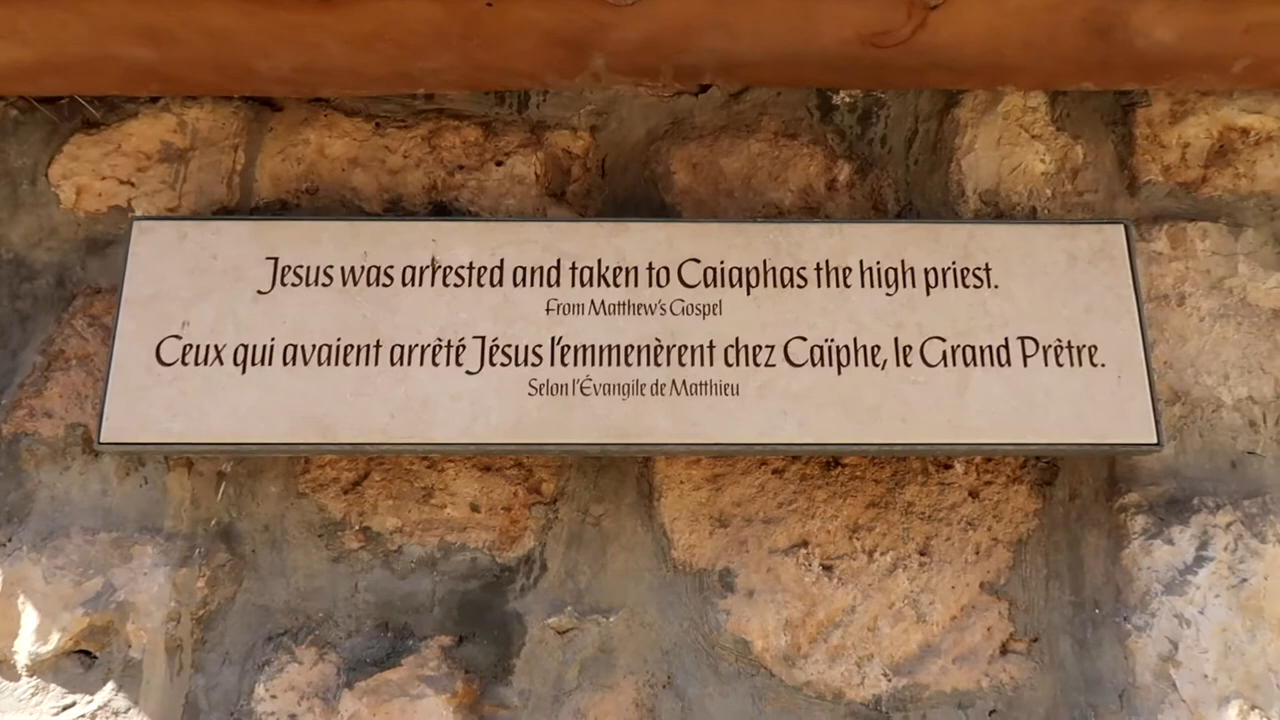 Jesus was arrested and taken to Caiaphas the high priest.
From Matthew's Gospel
Ceux qui avaient arrêté Jésus l'emmenèrent chez Caïphe, le Grand Prêtre.
Selon l'Évangile de Matthieu